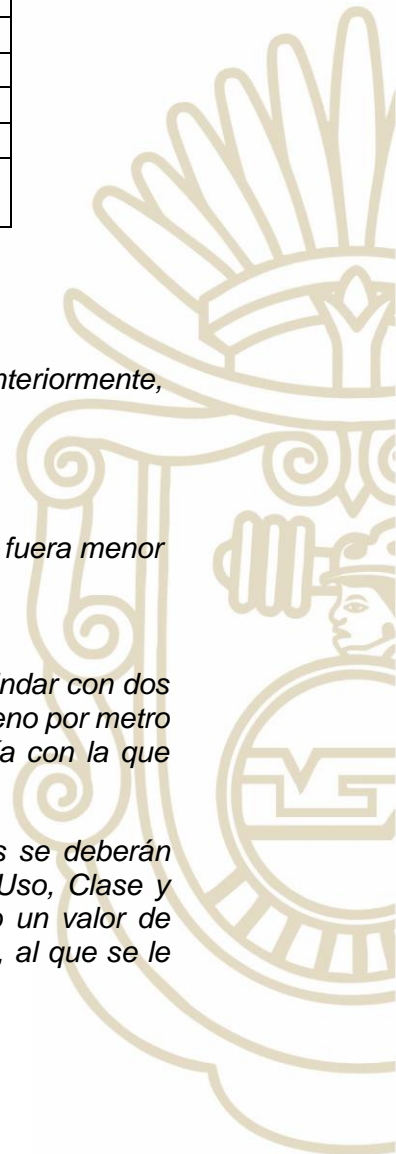 nteriormente,
fuera menor
ndar con dos
eno por metro
a con la que
s se deberán
Uso, Clase y
o un valor de
, al que se le